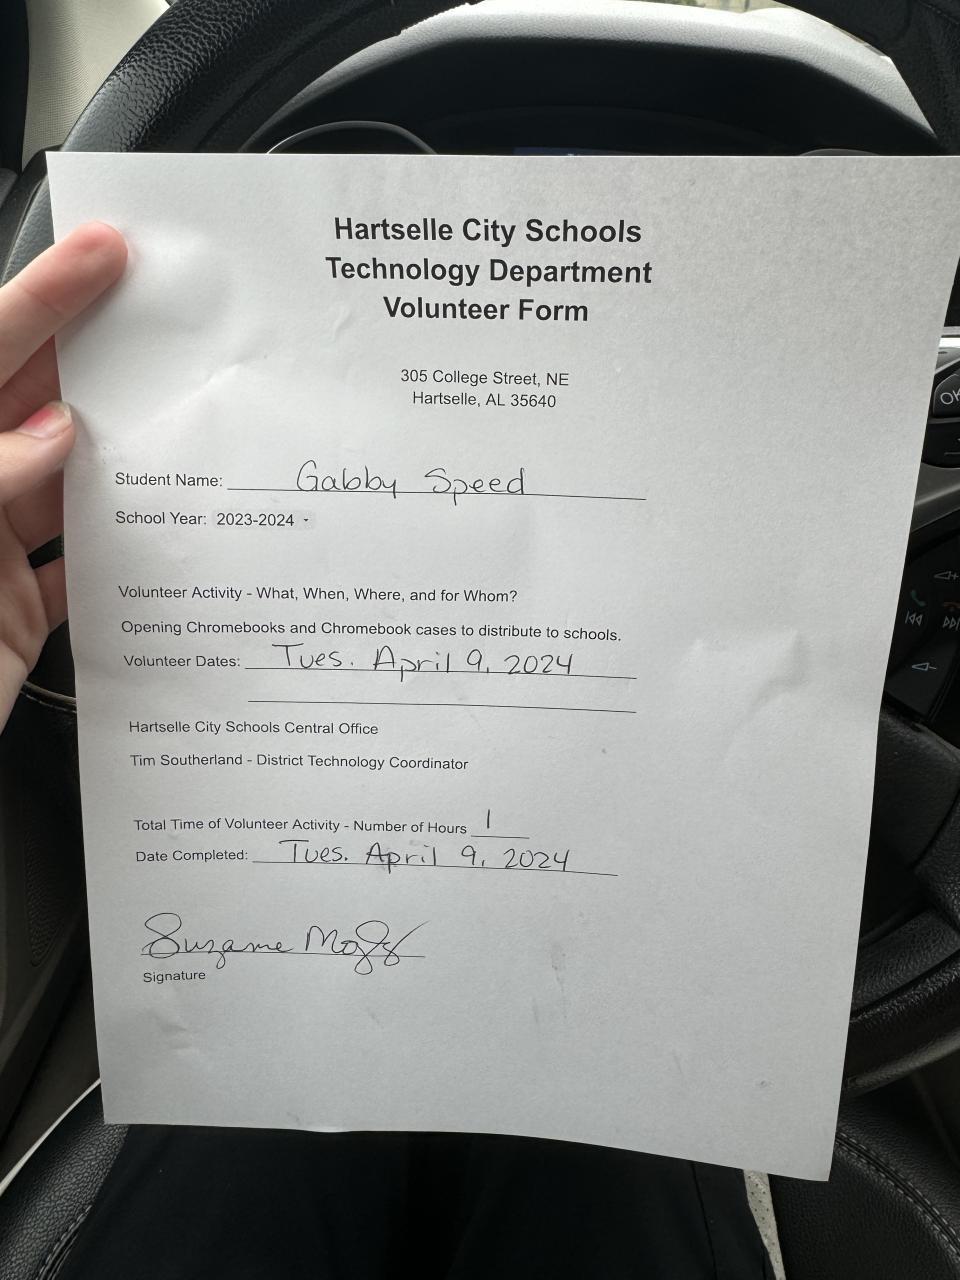 Hartselle City Schools
Technology Department
Volunteer Form
305 College Street, NE
Hartselle, AL 35640
Student Name: Gabby Speed
School Year: 2023-2024
Volunteer Activity - What, When, Where, and for Whom?
Opening Chromebooks and Chromebook cases to distribute to schools.
Volunteer Dates: Tues. April 9, 2024
Hartselle City Schools Central Office
Tim Southerland - District Technology Coordinator
Total Time of Volunteer Activity - Number of Hours 1
Date Completed: Tues. April 9, 2024
Suzanne
Signature
OK